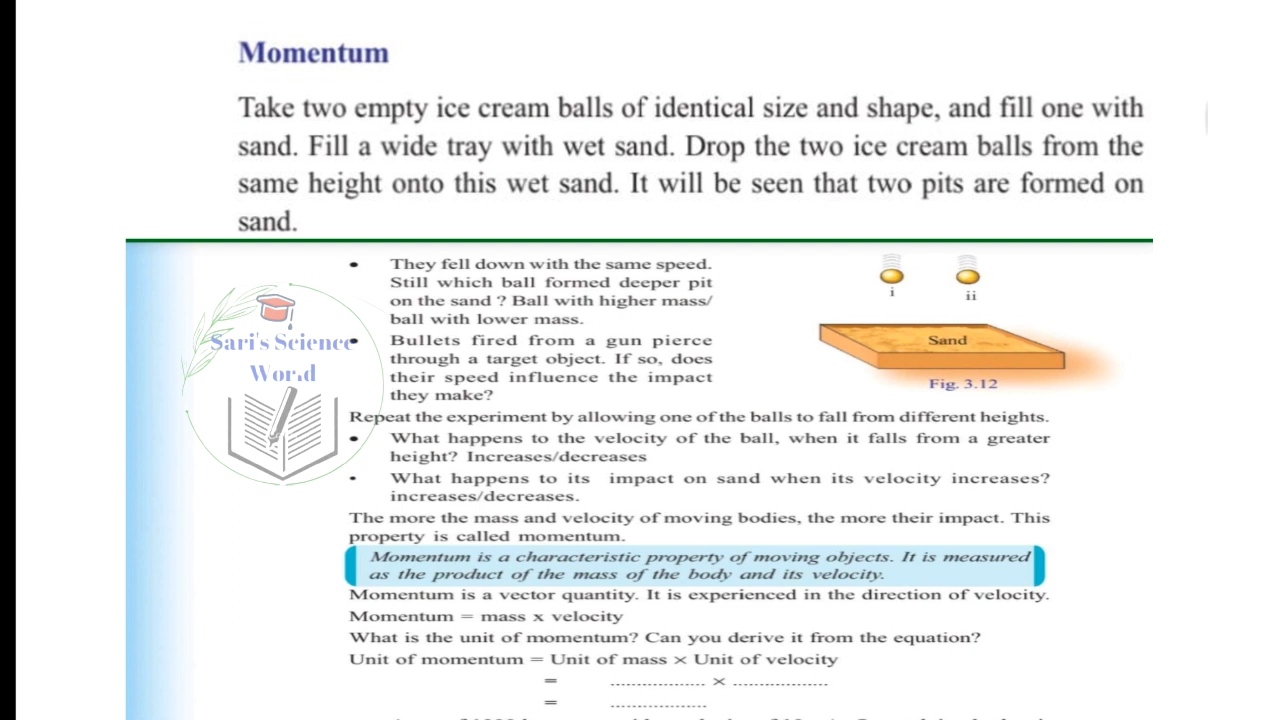 Momentum
Take two empty ice cream balls of identical size and shape, and fill one with
sand. Fill a wide tray with wet sand. Drop the two ice cream balls from the
same height onto this wet sand. It will be seen that two pits are formed on
sand.
• They fell down with the same speed.
Still which ball formed deeper pit
on the sand ? Ball with higher mass/
ball with lower mass.
• Bullets fired from a gun pierce
through a target object. If so, does
their speed influence the impact
they make?
i
ii
Sand
Fig. 3.12
Sari's Science
Wor.d
Repeat the experiment by allowing one of the balls to fall from different heights.
• What happens to the velocity of the ball, when it falls from a greater
height? Increases/decreases
• What happens to its impact on sand when its velocity increases?
increases/decreases.
The more the mass and velocity of moving bodies, the more their impact. This
property is called momentum.
Momentum is a characteristic property of moving objects. It is measured
as the product of the mass of the body and its velocity.
Momentum is a vector quantity. It is experienced in the direction of velocity.
Momentum = mass x velocity
What is the unit of momentum? Can you derive it from the equation?
Unit of momentum = Unit of mass × Unit of velocity
= .................. × ..................
= ..................